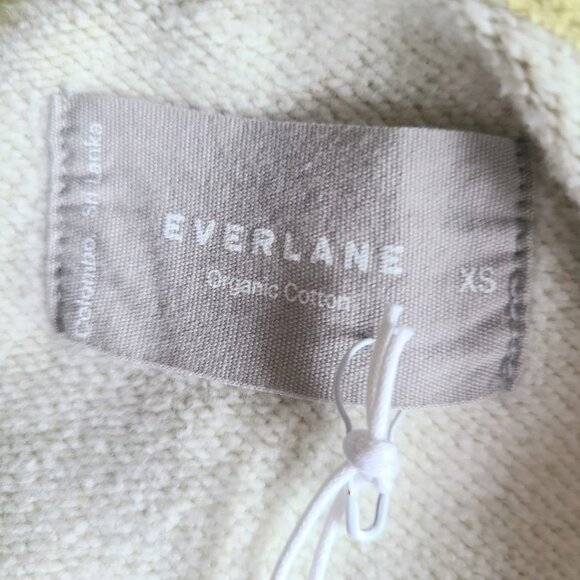 Colombo Sri Lanka
EVERLANE
Organic Cotton
XS